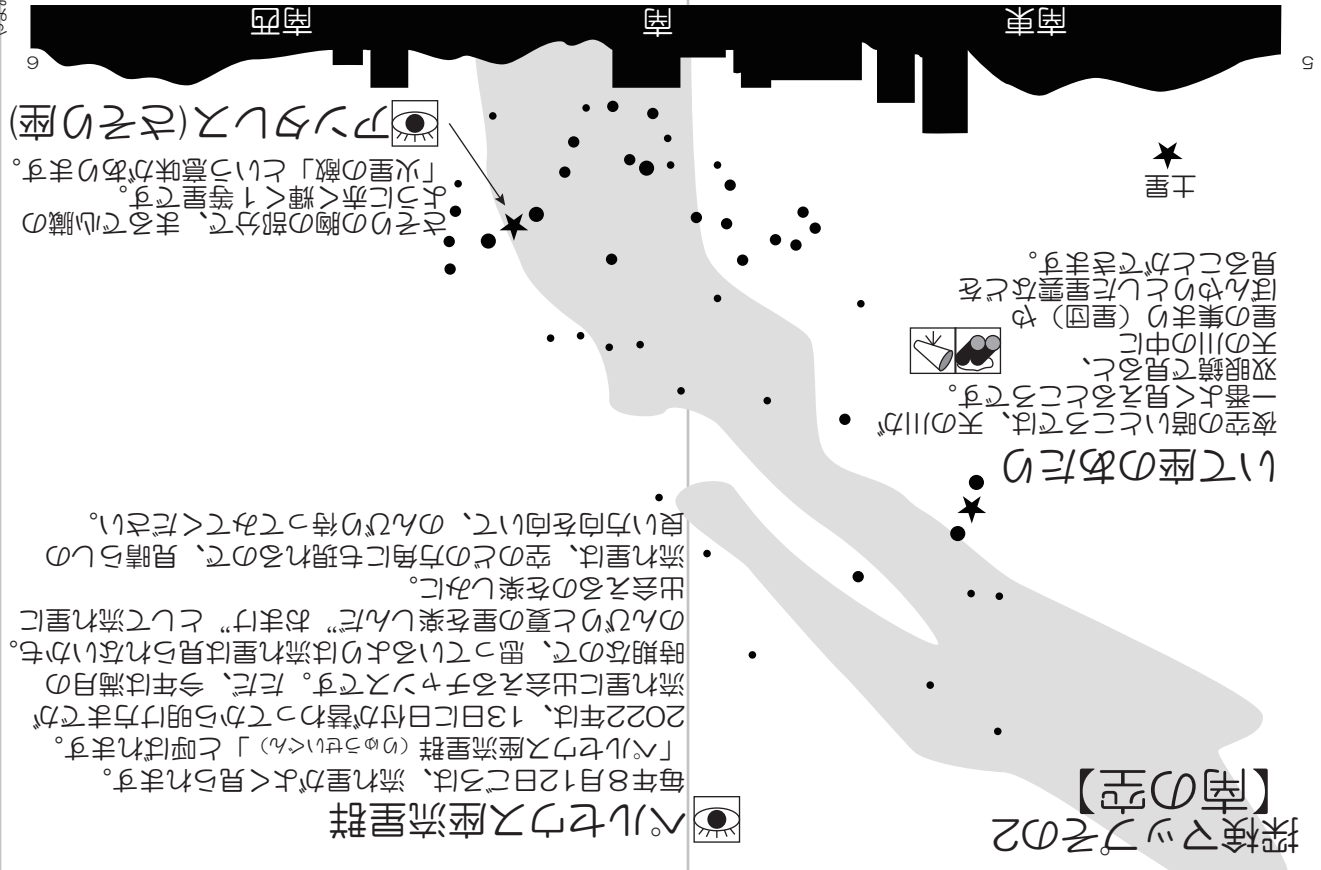 探検マップその2
【南の空】
いて座のあたり
夜空の暗いところでは、天の川が
一番よく見えるところです。
双眼鏡で見ると、
天の川の中に
星の集まり（星団）や
ぼんやりとした星雲などを
見ることができます。
土星
南東
5
ペルセウス座流星群
毎年8月12日ごろは、流れ星がよく見られます。
「ペルセウス座流星群（りゅうせいぐん）」と呼ばれます。
2022年は、13日に日付が替わってから明け方までが
流れ星に出会えるチャンスです。ただ、今年は満月の
時期なので、思っているよりは流れ星は見られないかも。
のんびりと夏の星を楽しんだ“おまけ”として流れ星に
出会えるのを楽しみに。
流れ星は、空のどの方角にも現れるので、見晴らしの
良い方向を向いて、のんびり待ってみてください。
さそりの胸の部分で、まるで心臓の
ように赤く輝く1等星です。
「火星の敵」という意味があります。
アンタレス(さそり座)
南
南西
6